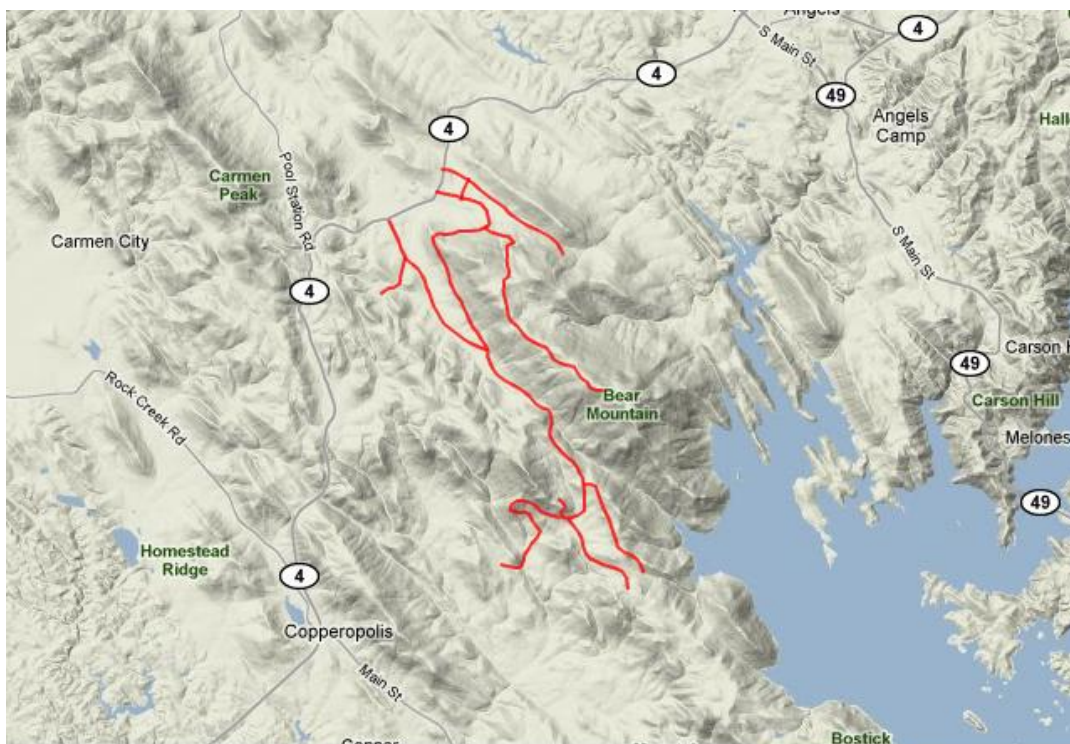 Angels
4
S Main St
4
49
Angels
Camp
4
Hall
Pool Station Rd
Carmen
Peak
Carmen City
S Main St
4
Carson H
49
Rock Creek Rd
Bear
Mountain
Carson Hill
Melones
49
Homestead
Ridge
4
Copperopolis
Main St
Bostick